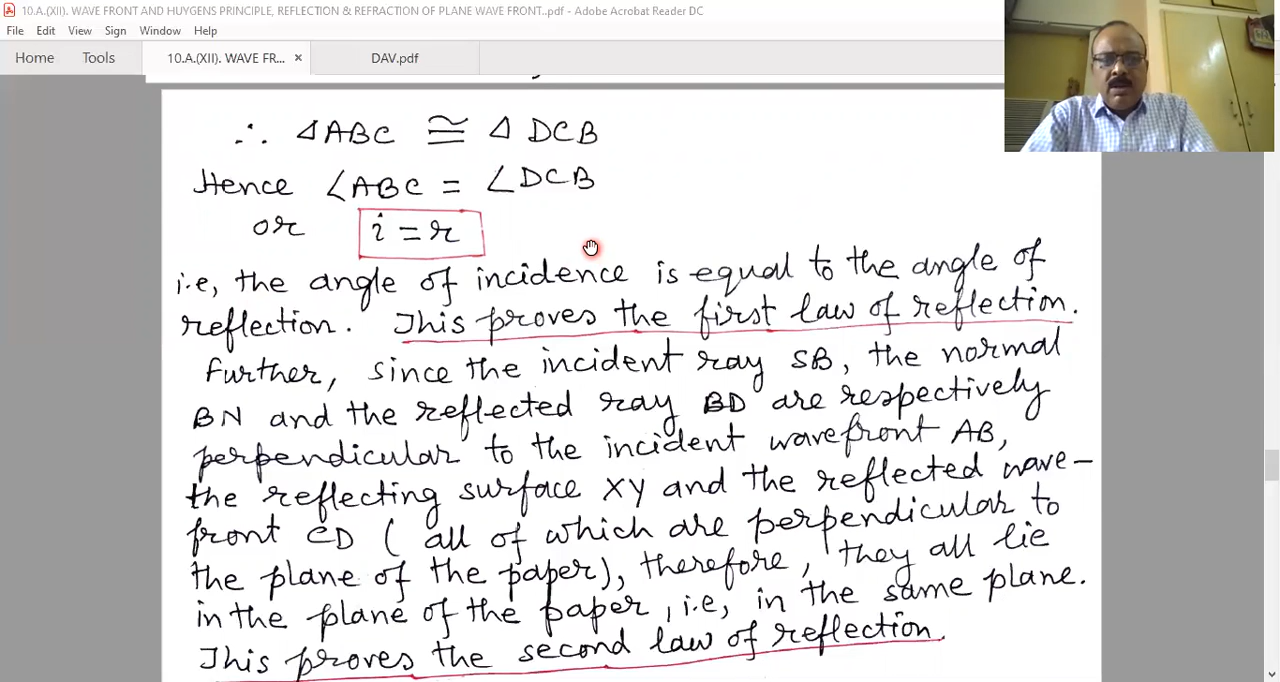 10.A.(XII). WAVE FRONT AND HUYGENS PRINCIPLE, REFLECTION & REFRACTION OF PLANE WAVE FRONT..pdf - Adobe Acrobat Reader DC
File Edit View Sign Window Help
Home Tools 10.A.(XII). WAVE FR... × DAV.pdf
∴ △ABC ≅ △ DCB
Hence ∠ABC = ∠DCB
or i = r
i.e, the angle of incidence is equal to the angle of
reflection. This proves the first law of reflection.
Further, since the incident ray SB, the normal
BN and the reflected ray BD are respectively
perpendicular to the incident wavefront AB,
the reflecting surface XY and the reflected wave-
front CD ( all of which are perpendicular to
the plane of the paper), therefore, they all lie
in the plane of the paper, i.e, in the same plane.
This proves the second law of reflection.